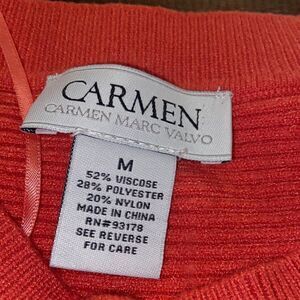 CARMEN
CARMEN MARC VALVO
M
52% VISCOSE
28% POLYESTER
20% NYLON
MADE IN CHINA
RN#93178
SEE REVERSE
FOR CARE